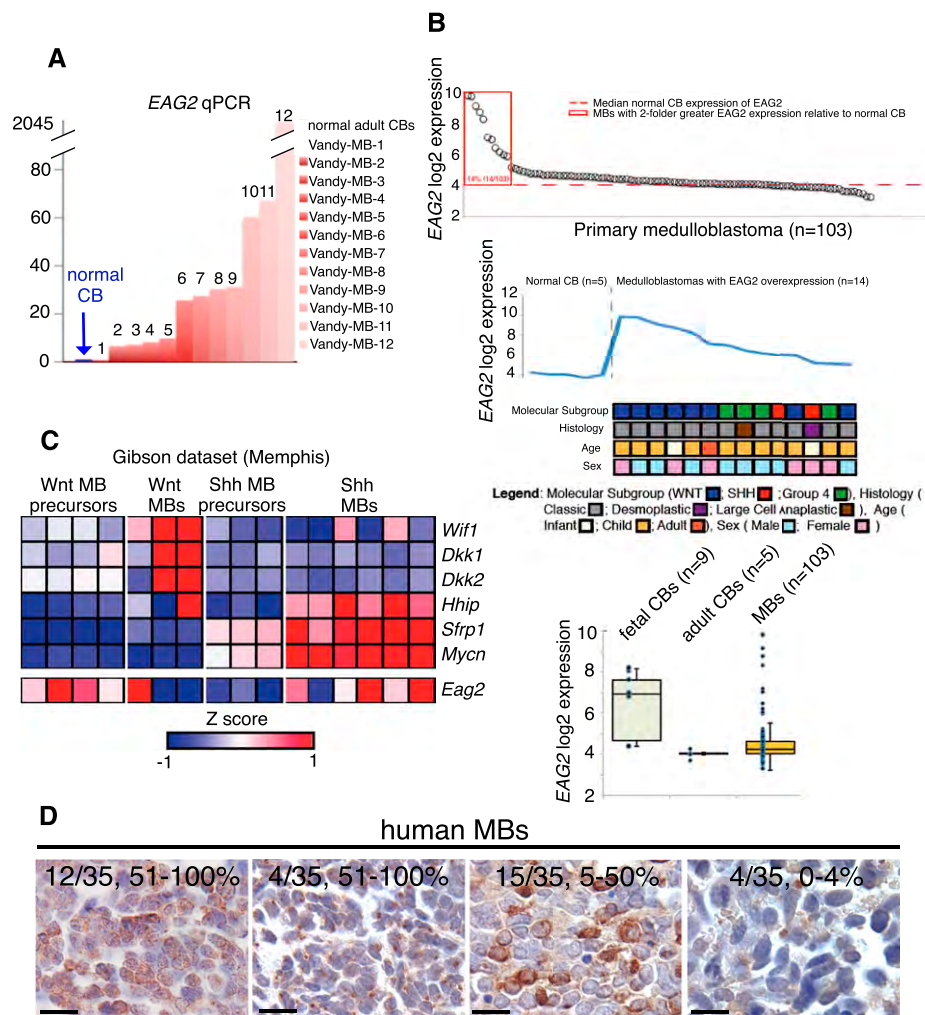 A
EAG2 qPCR
2045
80
60
40
20
0
normal
CB
1
2 3 4 5
6 7 8 9
10 11
12
normal adult CBs
Vandy-MB-1
Vandy-MB-2
Vandy-MB-3
Vandy-MB-4
Vandy-MB-5
Vandy-MB-6
Vandy-MB-7
Vandy-MB-8
Vandy-MB-9
Vandy-MB-10
Vandy-MB-11
Vandy-MB-12
B
EAG2 log2 expression
10
8
6
4
2
Median normal CB expression of EAG2
MBs with 2-folder greater EAG2 expression relative to normal CB
14% (14/103)
Primary medulloblastoma (n=103)
Normal CB (n=5)
Medulloblastomas with EAG2 overexpression (n=14)
EAG2 log2 expression
12
10
8
6
4
Molecular Subgroup
Histology
Age
Sex
Legend: Molecular Subgroup (WNT ; SHH ;Group 4 ), Histology (
Classic ; Desmoplastic ; Large Cell Anaplastic ), Age (
Infant ; Child ; Adult ), Sex ( Male ; Female )
fetal CBs (n=9)
adult CBs (n=5)
MBs (n=103)
EAG2 log2 expression
10
8
6
4
2
C
Gibson dataset (Memphis)
Wnt MB
precursors
Wnt
MBs
Shh MB
precursors
Shh
MBs
Wif1
Dkk1
Dkk2
Hhip
Sfrp1
Mycn
Eag2
Z score
-1
1
D
human MBs
12/35, 51-100%
4/35, 51-100%
15/35, 5-50%
4/35, 0-4%